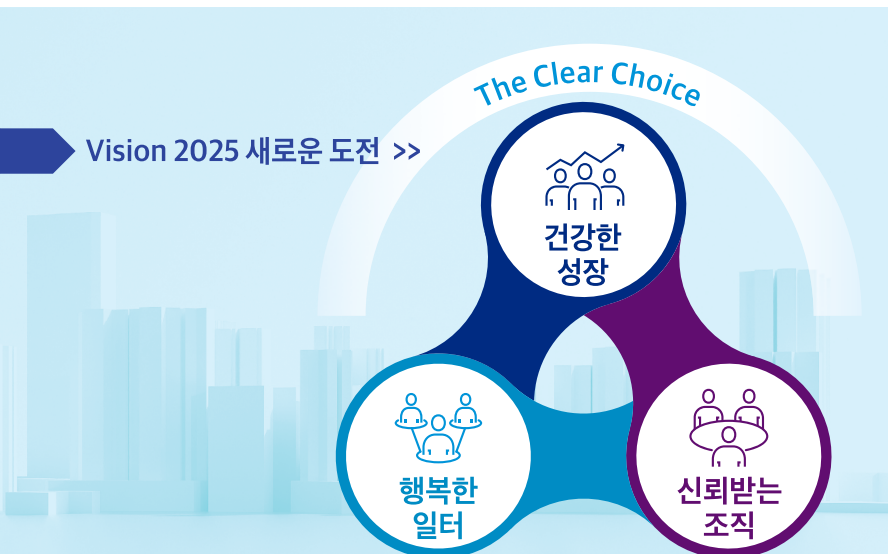 The Clear Choice
Vision 2025 새로운 도전 >>
건강한
성장
행복한
일터
신뢰받는
조직